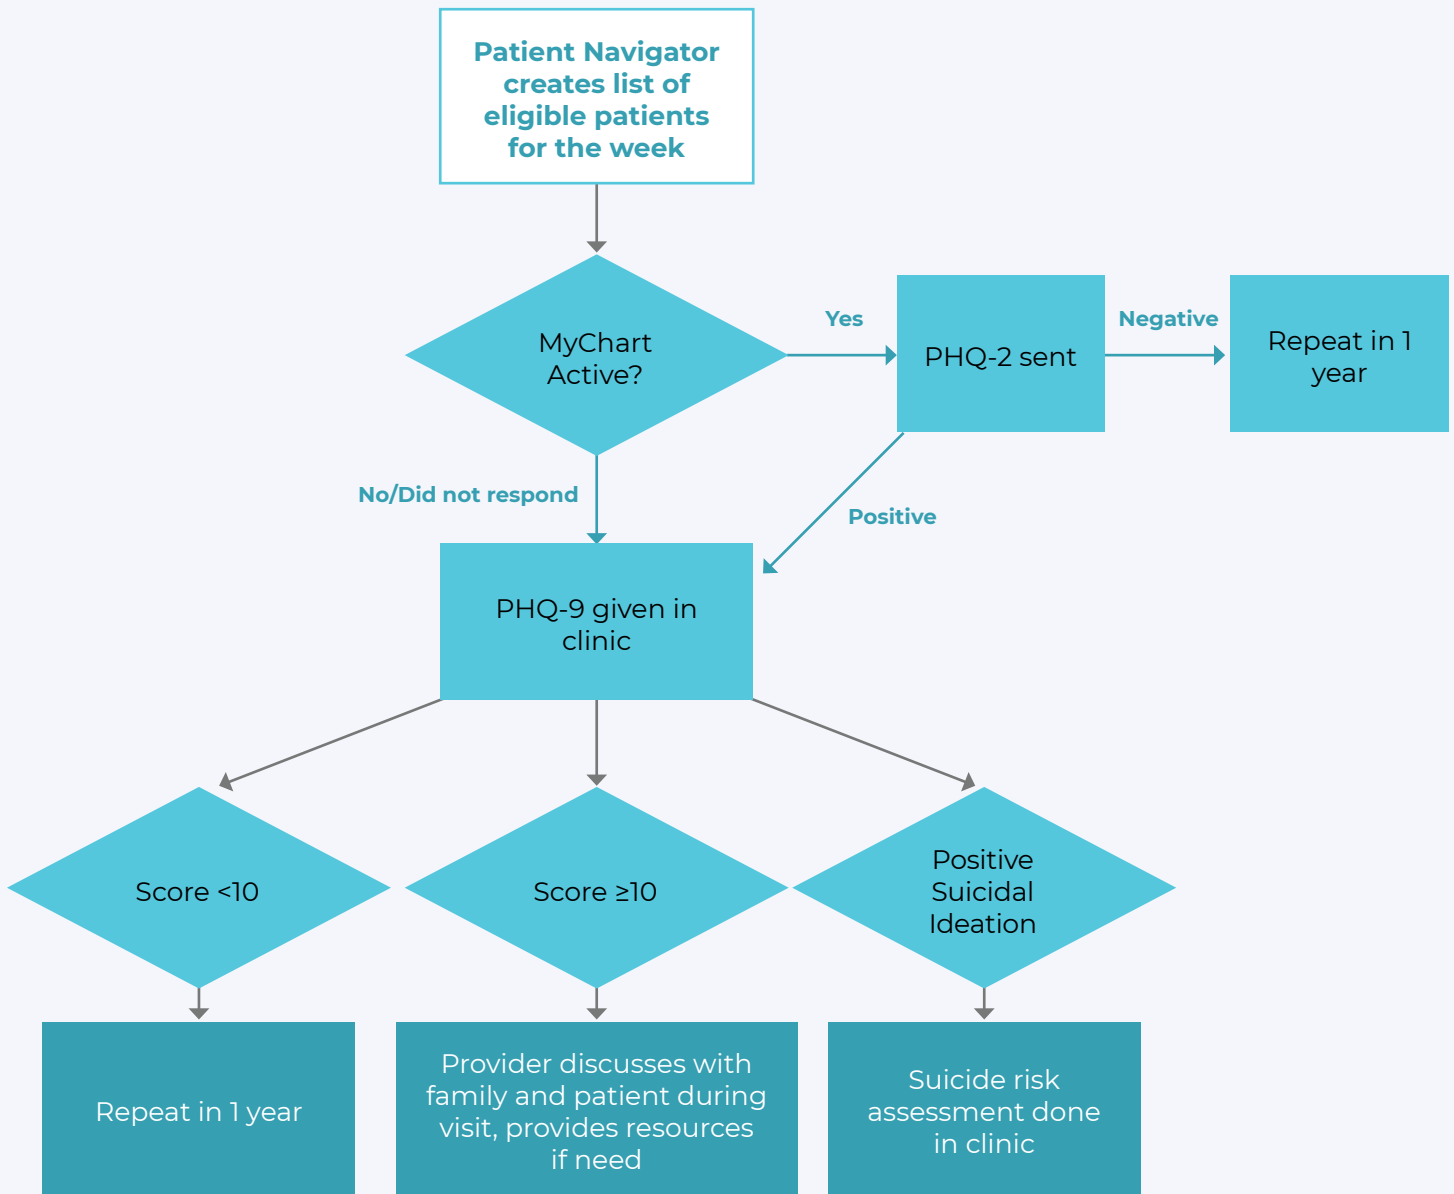 Patient Navigator
creates list of
eligible patients
for the week
MyChart
Active?
Yes
PHQ-2 sent
Negative
Repeat in 1
year
No/Did not respond
Positive
PHQ-9 given in
clinic
Score <10
Score ≥10
Positive
Suicidal
Ideation
Repeat in 1 year
Provider discusses with
family and patient during
visit, provides resources
if need
Suicide risk
assessment done
in clinic